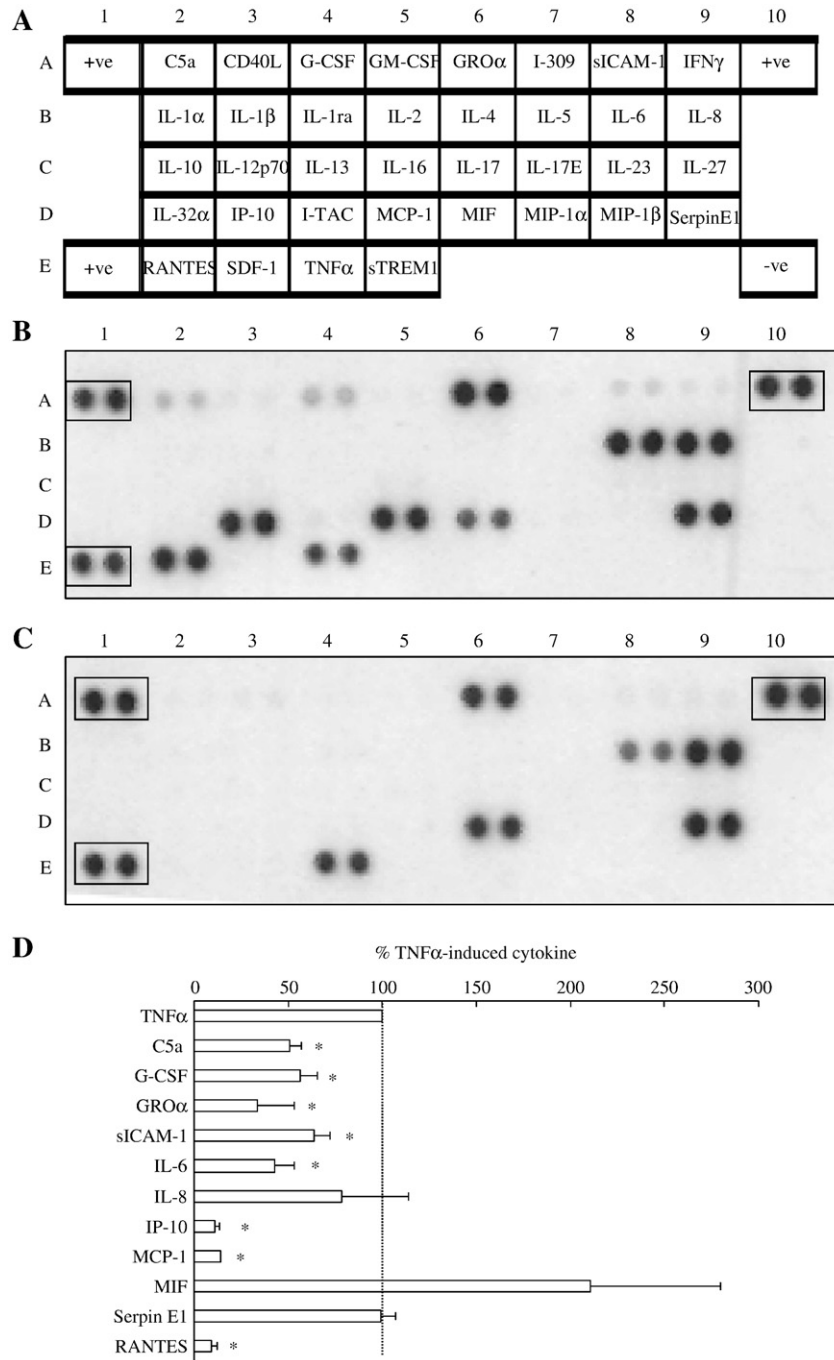 A
1 2 3 4 5 6 7 8 9 10
A +ve C5a CD40L G-CSF GM-CSF GROα I-309 sICAM-1 IFNγ +ve
B IL-1α IL-1β IL-1ra IL-2 IL-4 IL-5 IL-6 IL-8
C IL-10 IL-12p70 IL-13 IL-16 IL-17 IL-17E IL-23 IL-27
D IL-32α IP-10 I-TAC MCP-1 MIF MIP-1α MIP-1β SerpinE1
E +ve RANTES SDF-1 TNFα sTREM1 -ve
B
1 2 3 4 5 6 7 8 9 10
A
B
C
D
E
C
1 2 3 4 5 6 7 8 9 10
A
B
C
D
E
D
% TNFα-induced cytokine
0 50 100 150 200 250 300
TNFα
C5a *
G-CSF *
GROα *
sICAM-1 *
IL-6 *
IL-8
IP-10 *
MCP-1 *
MIF
Serpin E1
RANTES *